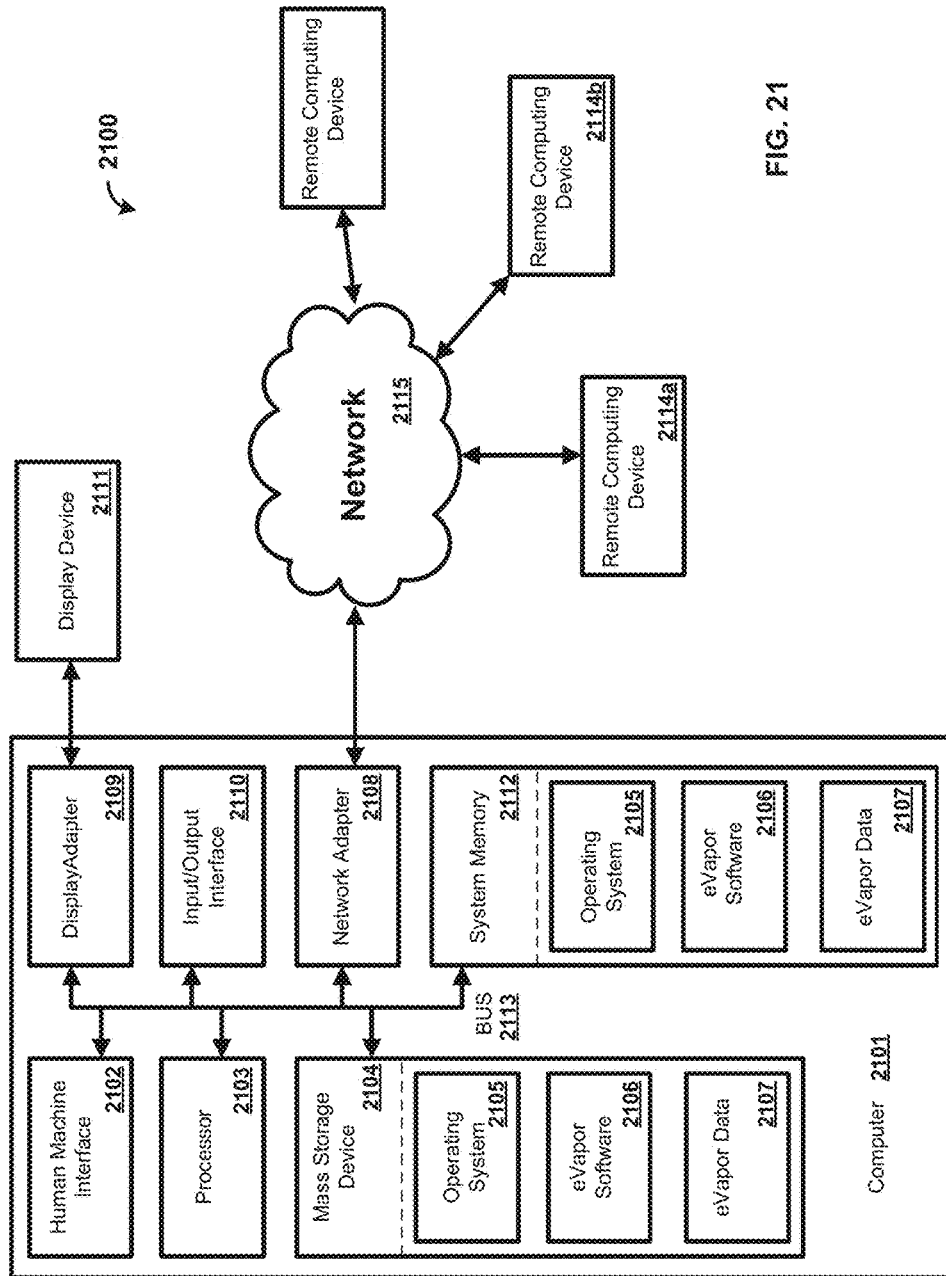 2100
Human Machine
Interface
2102
Processor
2103
Mass Storage
Device
2104
Operating
System
2105
eVapor
Software
2106
eVapor Data
2107
DisplayAdapter
2109
Input/Output
Interface
2110
Network Adapter
2108
System Memory
2112
Operating
System
2105
eVapor
Software
2106
eVapor Data
2107
BUS
2113
Computer 2101
Display Device
2111
Network
2115
Remote Computing
Device
2114a
Remote Computing
Device
2114b
Remote Computing
Device
FIG. 21